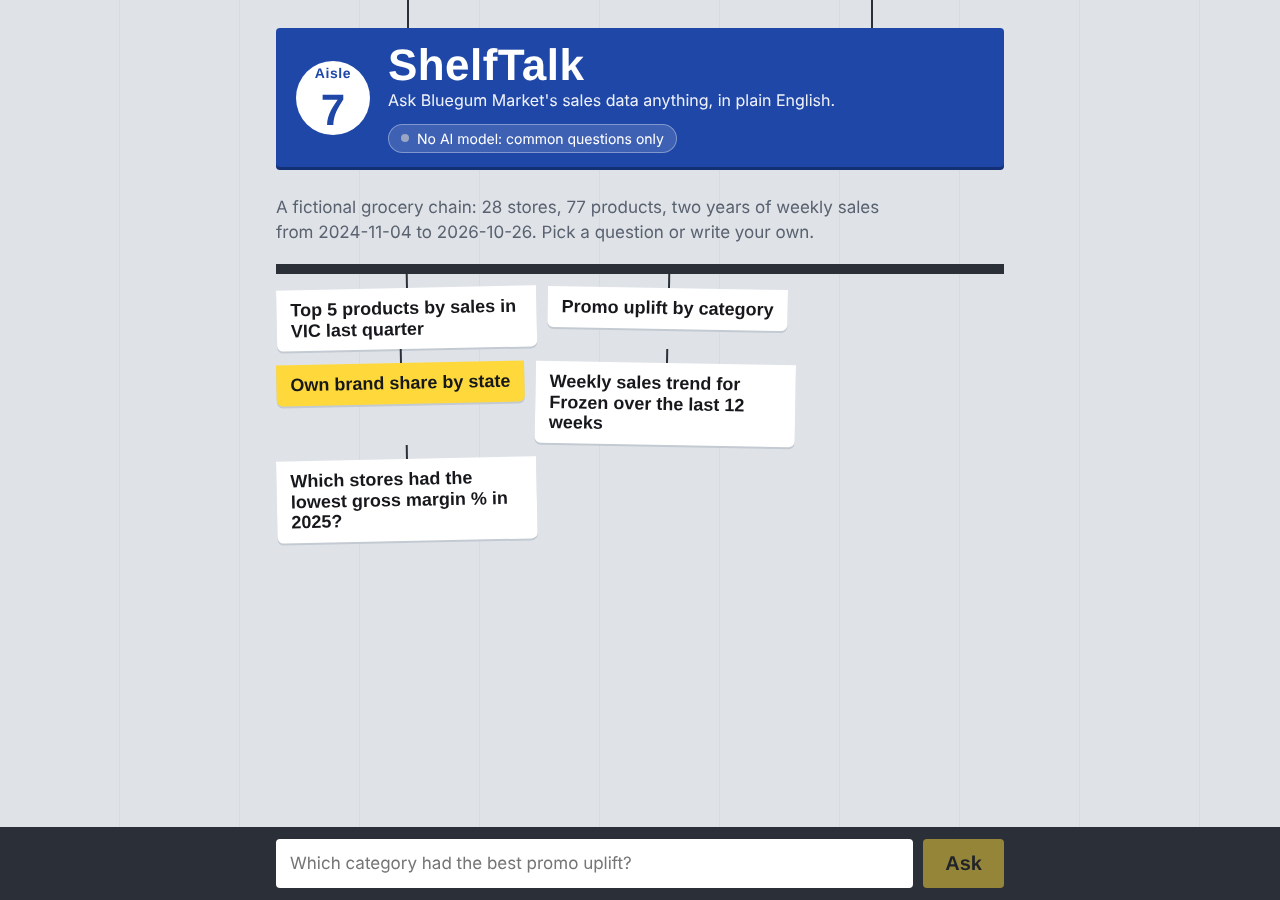 Aisle
7
ShelfTalk
Ask Bluegum Market's sales data anything, in plain English.
No AI model: common questions only
A fictional grocery chain: 28 stores, 77 products, two years of weekly sales
from 2024-11-04 to 2026-10-26. Pick a question or write your own.
Top 5 products by sales in
VIC last quarter
Promo uplift by category
Own brand share by state
Weekly sales trend for
Frozen over the last 12
weeks
Which stores had the
lowest gross margin % in
2025?
Which category had the best promo uplift?
Ask